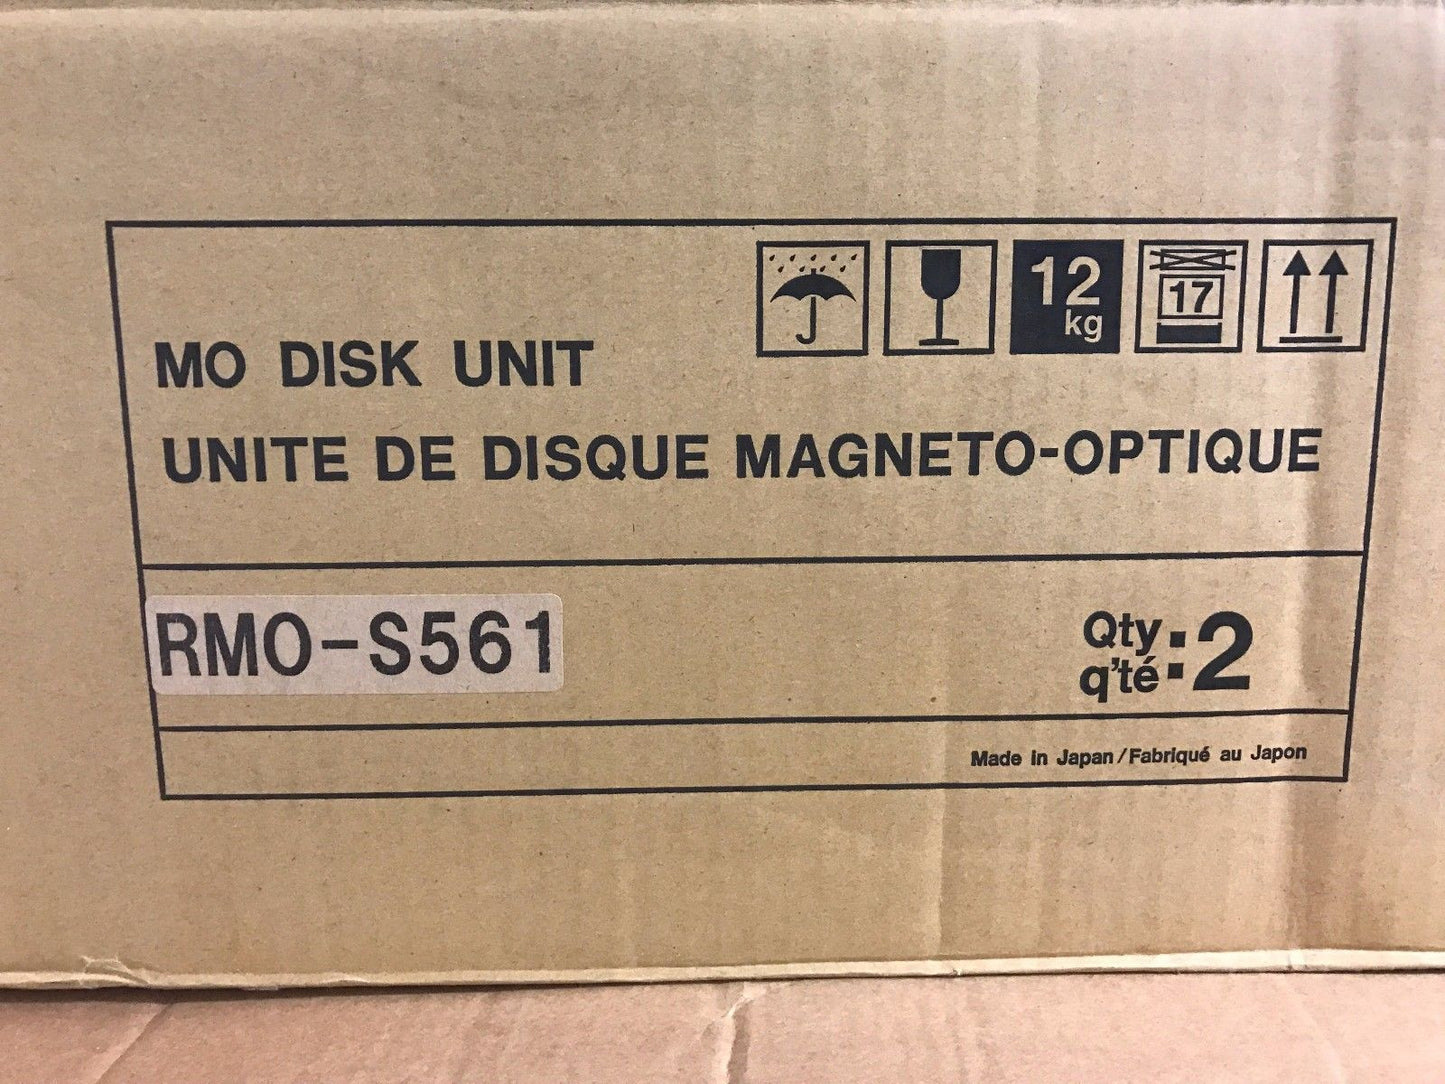 12
kg
17
MO DISK UNIT
UNITE DE DISQUE MAGNETO-OPTIQUE
RMO-S561
Qty
q'té :2
Made in Japan/Fabriqué au Japon